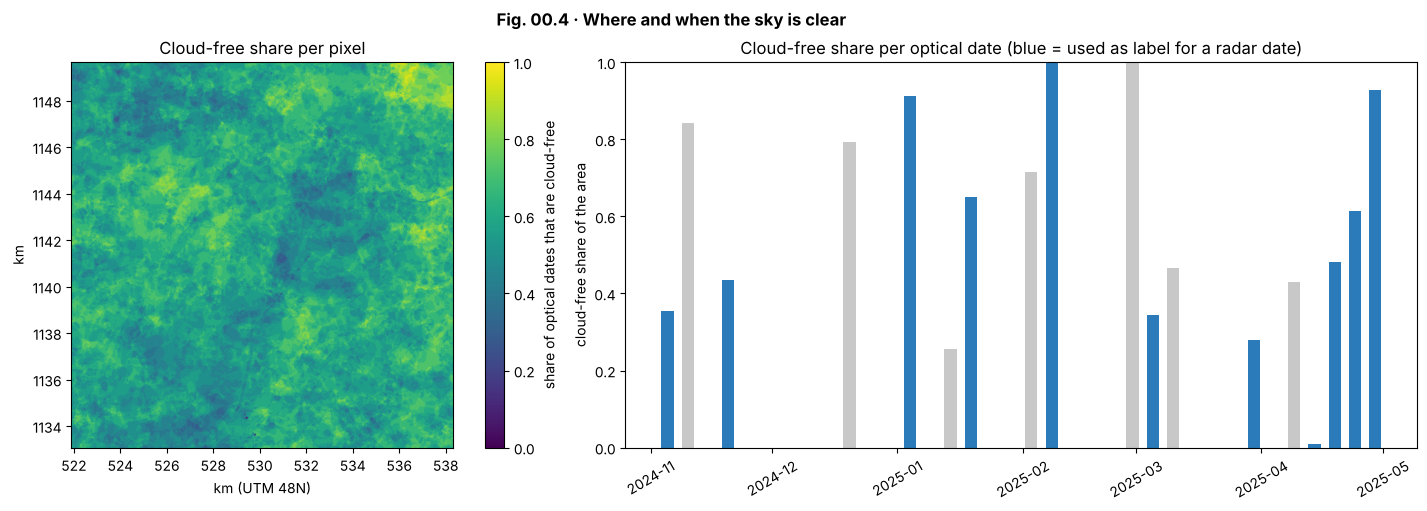 Fig. 00.4 · Where and when the sky is clear
Cloud-free share per pixel
1148
1146
1144
1142
1140
1138
1136
1134
km
522 524 526 528 530 532 534 536 538
km (UTM 48N)
1.0
0.8
0.6
0.4
0.2
0.0
share of optical dates that are cloud-free
Cloud-free share per optical date (blue = used as label for a radar date)
1.0
0.8
0.6
0.4
0.2
0.0
cloud-free share of the area
2024-11 2024-12 2025-01 2025-02 2025-03 2025-04 2025-05